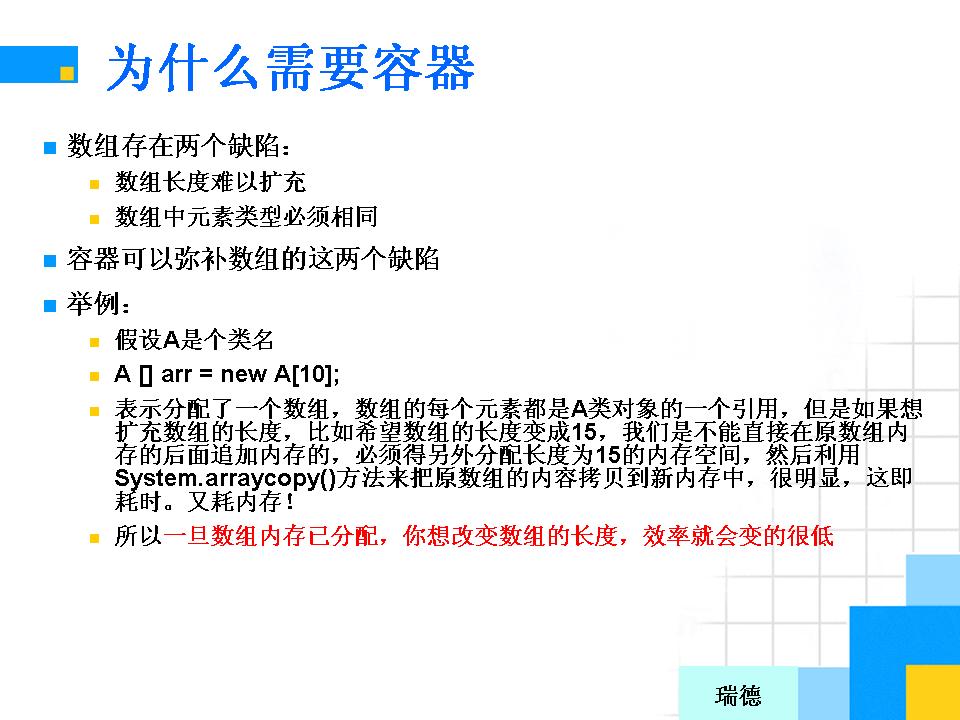 为什么需要容器
数组存在两个缺陷：
数组长度难以扩充
数组中元素类型必须相同
容器可以弥补数组的这两个缺陷
举例：
假设A是个类名
A [] arr = new A[10];
表示分配了一个数组，数组的每个元素都是A类对象的一个引用，但是如果想
扩充数组的长度，比如希望数组的长度变成15，我们是不能直接在原数组内
存的后面追加内存的，必须得另外分配长度为15的内存空间，然后利用
System.arraycopy()方法来把原数组的内容拷贝到新内存中，很明显，这即
耗时。又耗内存！
所以一旦数组内存已分配，你想改变数组的长度，效率就会变的很低
瑞德